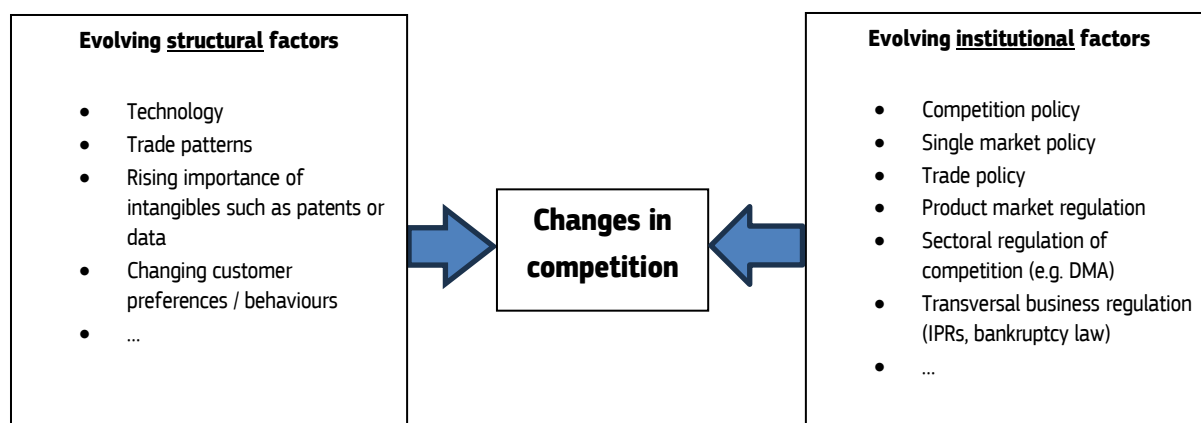 Evolving structural factors
• Technology
• Trade patterns
• Rising importance of
intangibles such as patents or
data
• Changing customer
preferences / behaviours
• ...
Changes in
competition
Evolving institutional factors
• Competition policy
• Single market policy
• Trade policy
• Product market regulation
• Sectoral regulation of
competition (e.g. DMA)
• Transversal business regulation
(IPRs, bankruptcy law)
• ...